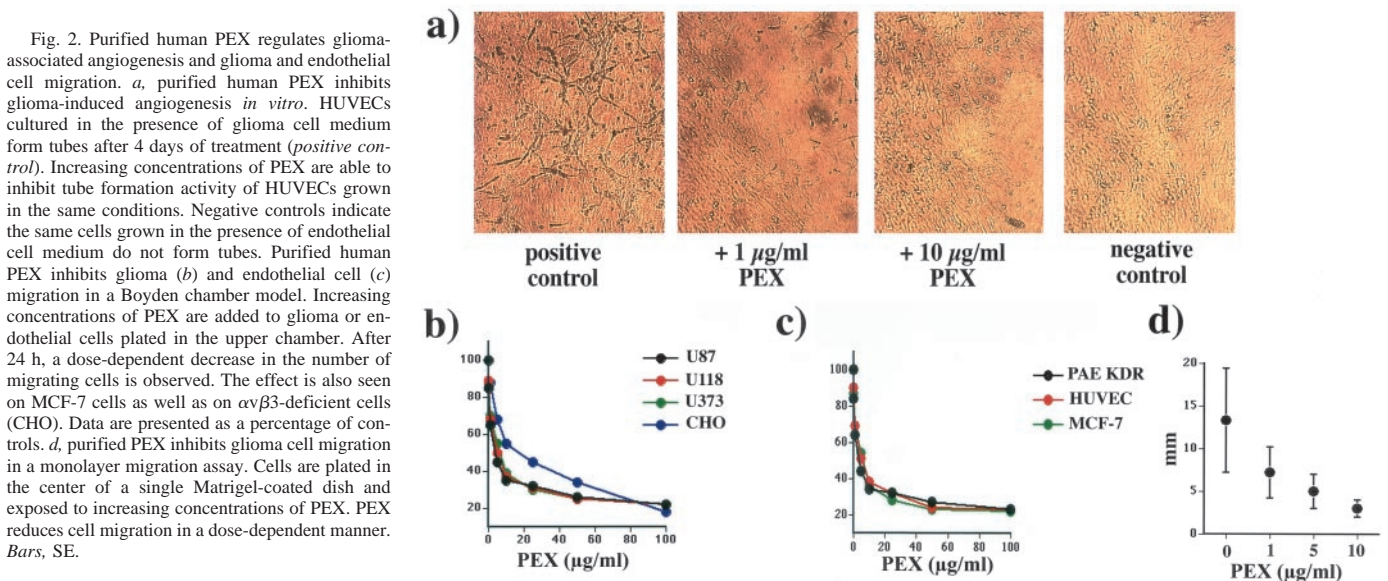 Fig. 2. Purified human PEX regulates glioma-
associated angiogenesis and glioma and endothelial
cell migration. a, purified human PEX inhibits
glioma-induced angiogenesis in vitro. HUVECs
cultured in the presence of glioma cell medium
form tubes after 4 days of treatment (positive con-
trol). Increasing concentrations of PEX are able to
inhibit tube formation activity of HUVECs grown
in the same conditions. Negative controls indicate
the same cells grown in the presence of endothelial
cell medium do not form tubes. Purified human
PEX inhibits glioma (b) and endothelial cell (c)
migration in a Boyden chamber model. Increasing
concentrations of PEX are added to glioma or en-
dothelial cells plated in the upper chamber. After
24 h, a dose-dependent decrease in the number of
migrating cells is observed. The effect is also seen
on MCF-7 cells as well as on αvβ3-deficient cells
(CHO). Data are presented as a percentage of con-
trols. d, purified PEX inhibits glioma cell migration
in a monolayer migration assay. Cells are plated in
the center of a single Matrigel-coated dish and
exposed to increasing concentrations of PEX. PEX
reduces cell migration in a dose-dependent manner.
Bars, SE.
a)
positive
control
+ 1 µg/ml
PEX
+ 10 µg/ml
PEX
negative
control
b)
100
80
60
40
20
0 20 40 60 80 100
PEX (µg/ml)
U87
U118
U373
CHO
c)
100
80
60
40
20
0 20 40 60 80 100
PEX (µg/ml)
PAE KDR
HUVEC
MCF-7
d)
20
15
10
5
0
mm
0 1 5 10
PEX (µg/ml)